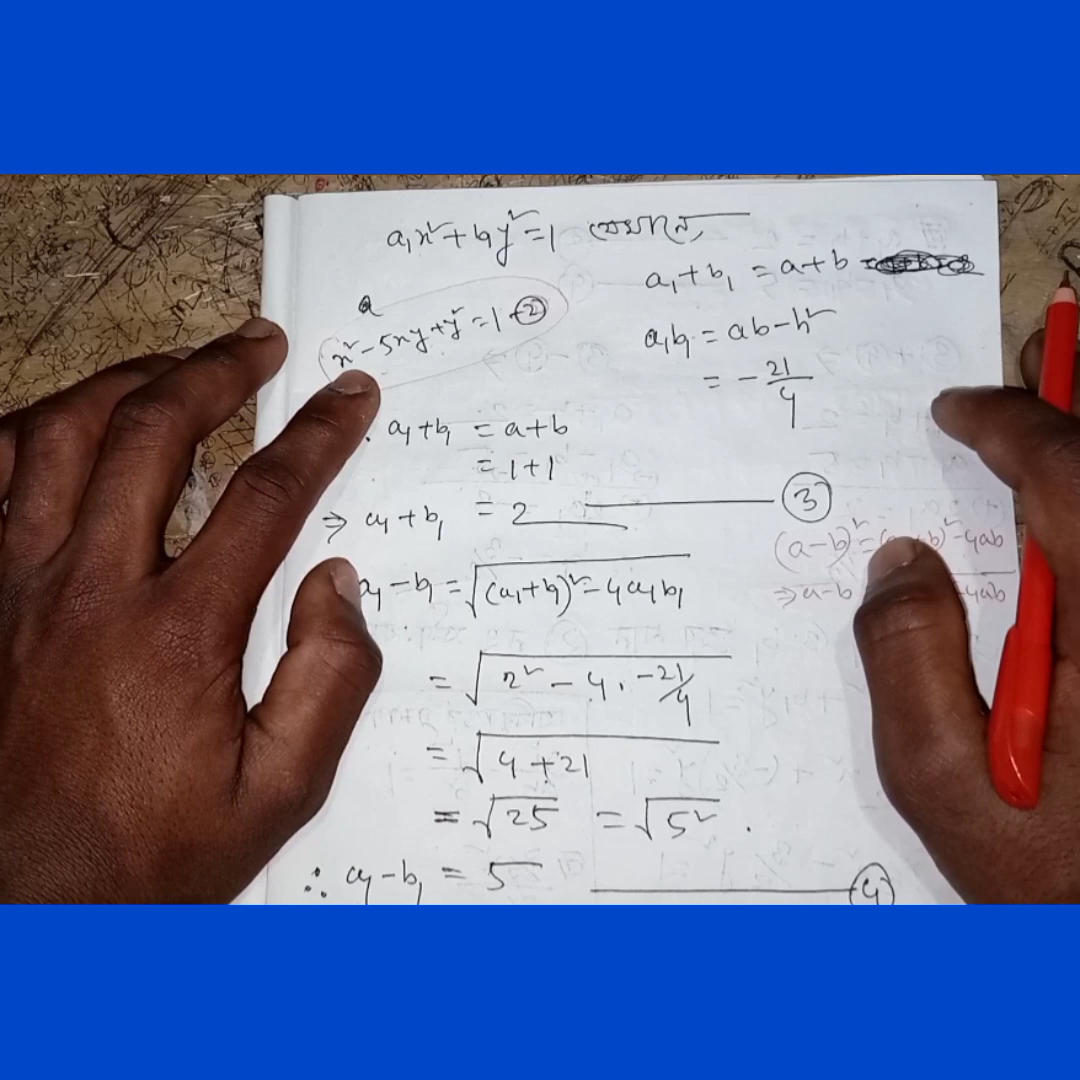 a₁x²+b₁y²=1 যেখানে,
a₁+b₁ = a+b
a
x²-5xy+y²=1 -②
a₁b₁ = ab-h²
= -21/4
a₁+b₁ = a+b
= 1+1
⇒ a₁+b₁ = 2 ③
(a-b)²=(a+b)²-4ab
⇒a-b -4ab
a₁-b₁ = √(a₁+b₁)²-4a₁b₁
= √2²-4.-21/4
= √4+21
= √25 = √5² .
∴ a₁-b₁ = 5 ④